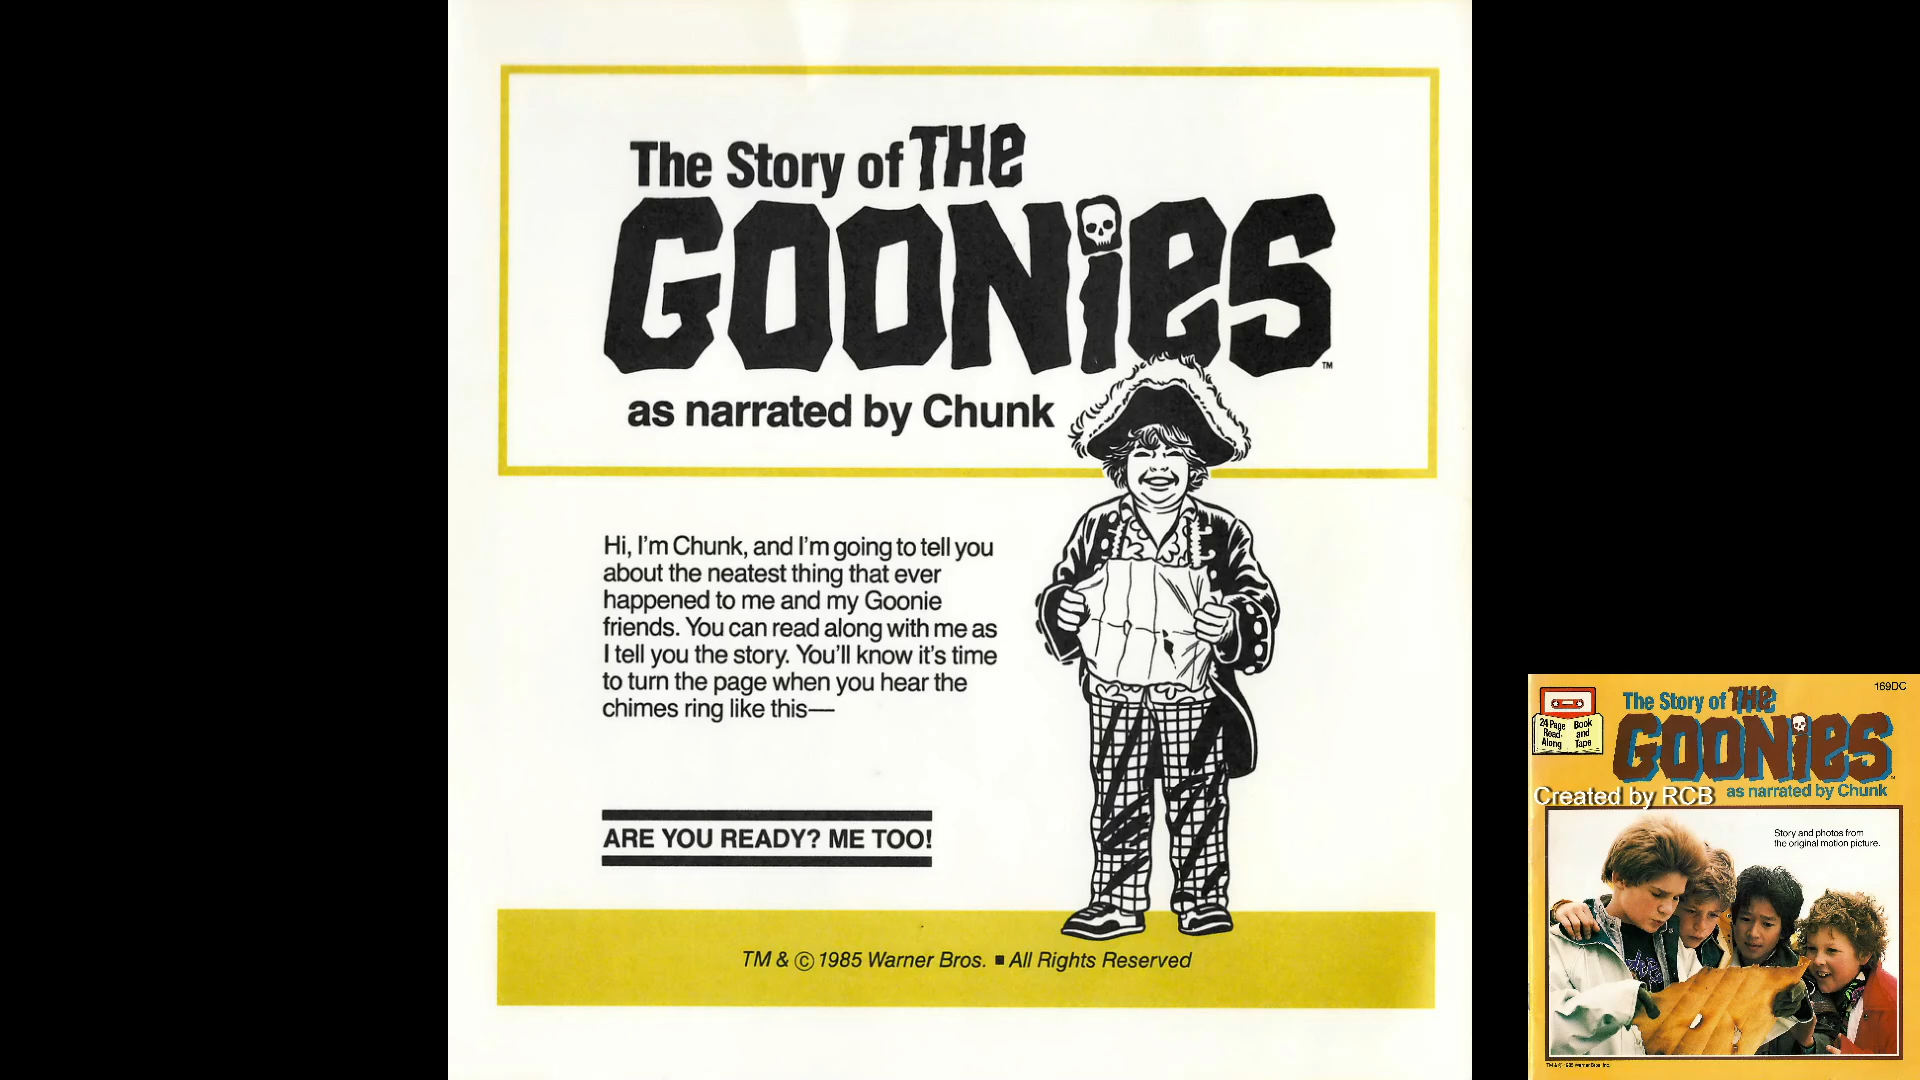 The Story of THE
GOONIES
TM
as narrated by Chunk
Hi, I'm Chunk, and I'm going to tell you
about the neatest thing that ever
happened to me and my Goonie
friends. You can read along with me as
I tell you the story. You'll know it's time
to turn the page when you hear the
chimes ring like this—
ARE YOU READY? ME TOO!
TM & © 1985 Warner Bros. ■ All Rights Reserved
169DC
The Story of THE
GOONIES
24 Page Read-Along
Book and Tape
Created by RCB
as narrated by Chunk
Story and photos from
the original motion picture.
TM & © 1985 Warner Bros. Inc.